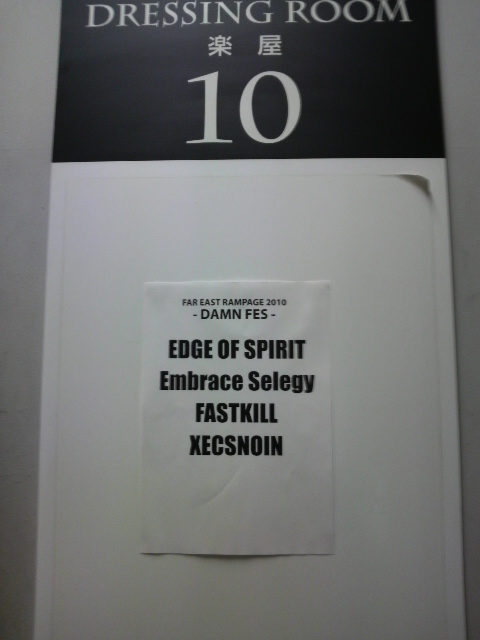 DRESSING ROOM
楽屋
10
FAR EAST RAMPAGE 2010
- DAMN FES -
EDGE OF SPIRIT
Embrace Selegy
FASTKILL
XECSNOIN